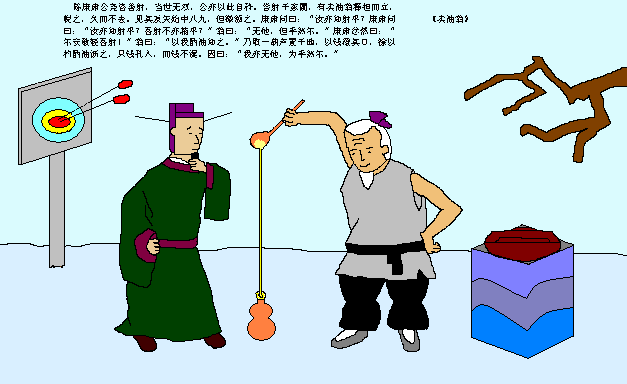 陈康肃公尧咨善射，当世无双，公亦以此自矜。尝射于家圃，有卖油翁释担而立，
睨之，久而不去。见其发矢十中八九，但微颔之。康肃问曰：“汝亦知射乎？康肃问
曰：“汝亦知射乎？吾射不亦精乎？”翁曰：“无他，但手熟尔。”康肃忿然曰：“
尔安敢轻吾射！”翁曰：“以我酌油知之。”乃取一葫芦置于地，以钱覆其口，徐以
杓酌油沥之，自钱孔入，而钱不湿。因曰：“我亦无他，惟手熟尔。”
《卖油翁》